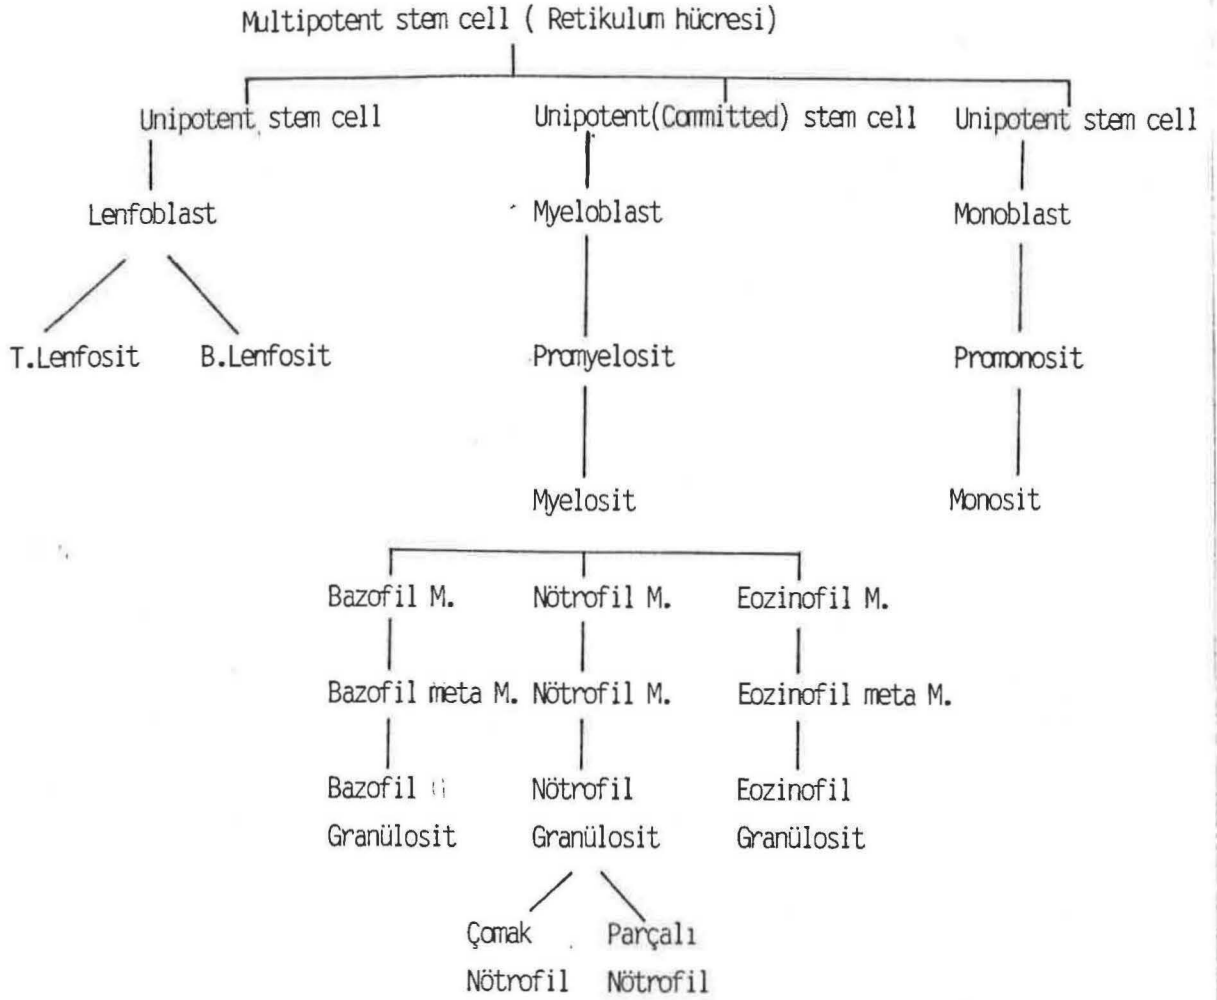 Multipotent stem cell ( Retikulum hücresi)
Unipotent stem cell Unipotent(Committed) stem cell Unipotent stem cell
Lenfoblast Myeloblast Monoblast
T.Lenfosit B.Lenfosit Promyelosit Promonosit
Myelosit Monosit
Bazofil M. Nötrofil M. Eozinofil M.
Bazofil meta M. Nötrofil M. Eozinofil meta M.
Bazofil Nötrofil Eozinofil
Granülosit Granülosit Granülosit
Çomak Parçalı
Nötrofil Nötrofil